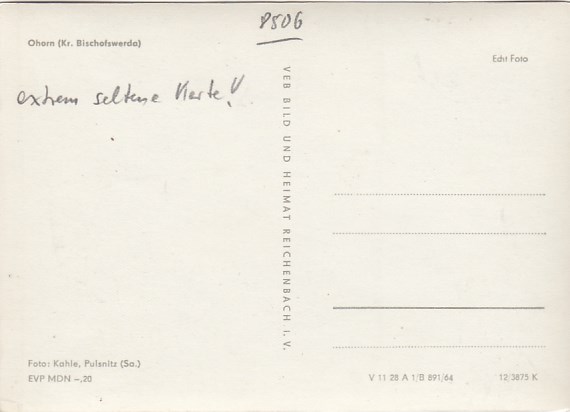 8506
Ohorn (Kr. Bischofswerda)
Echt Foto
extrem seltene Karte!
VEB BILD UND HEIMAT REICHENBACH I. V.
Foto: Kahle, Pulsnitz (Sa.)
EVP MDN –,20
V 11 28 A 1/B 891/64
12/3875 K